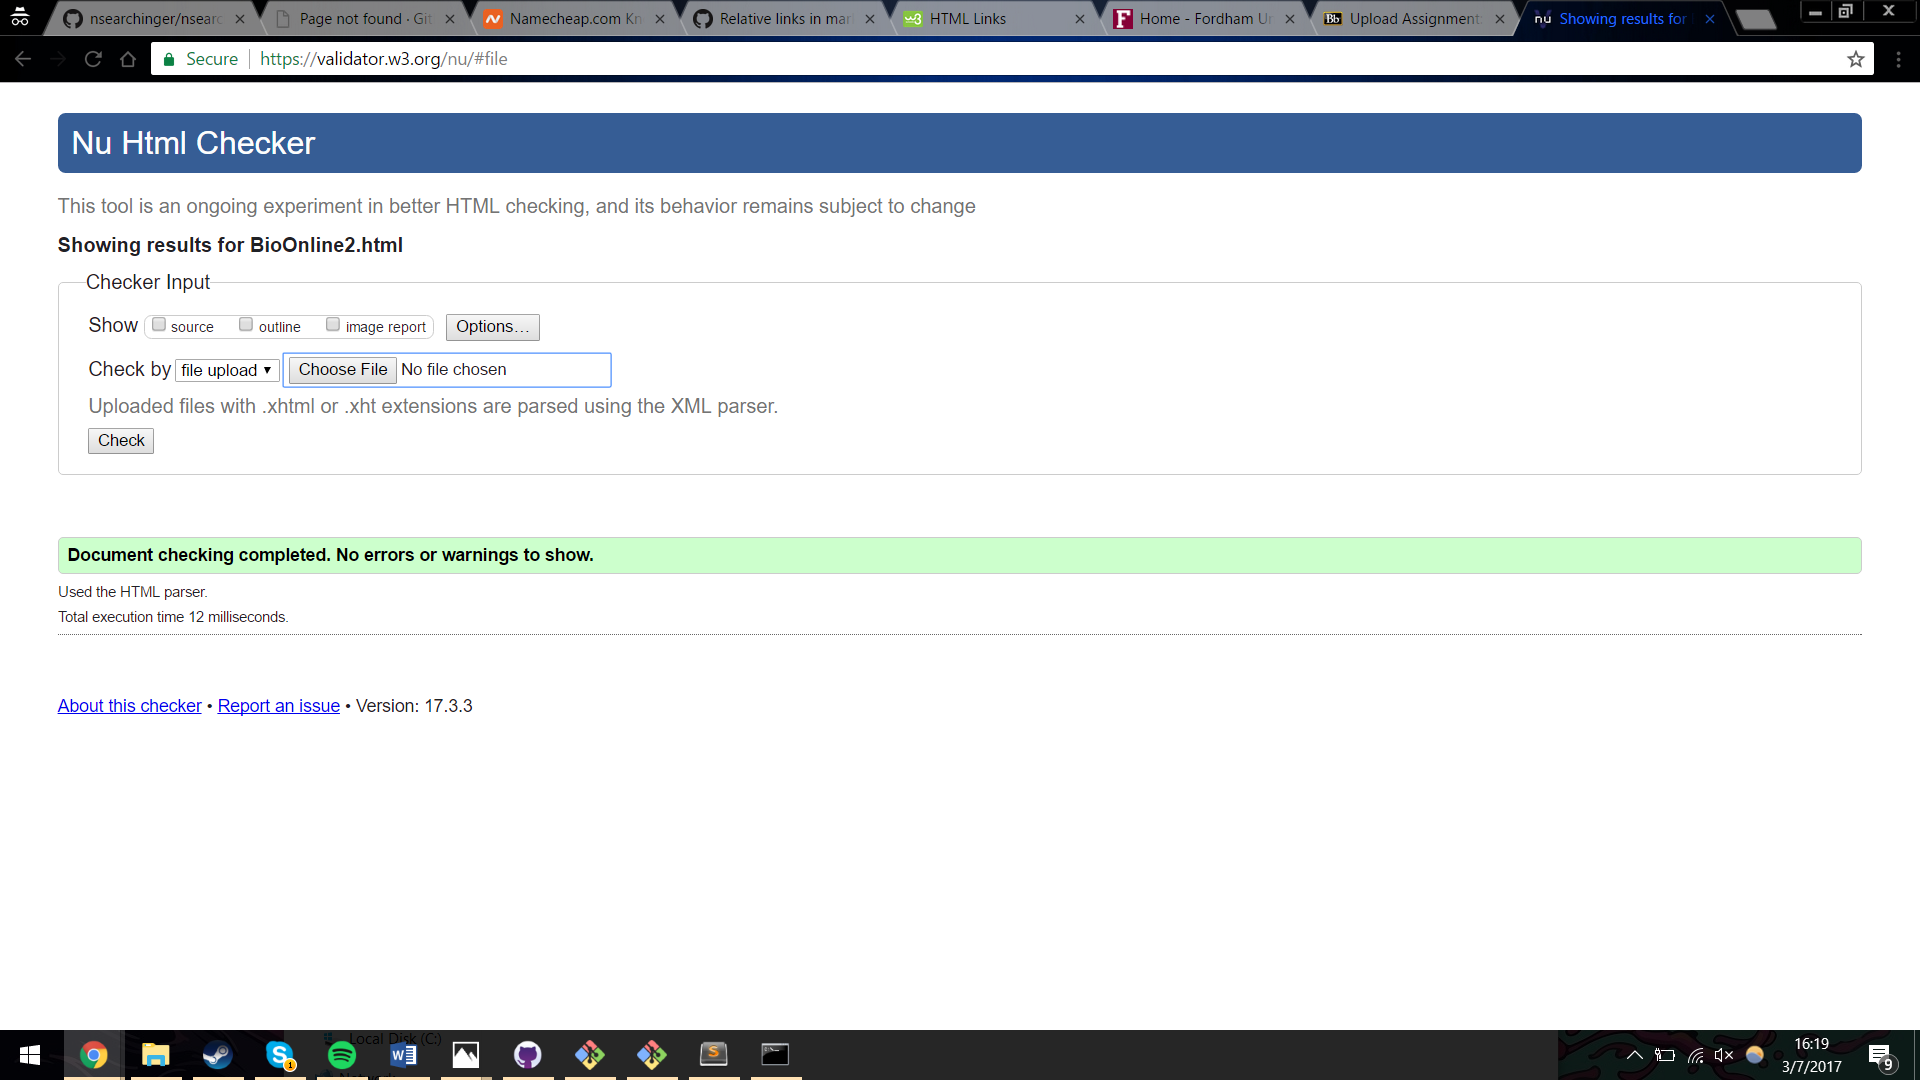 nsearchinger/nsearc
Page not found · Git
Namecheap.com Kn
Relative links in mar
HTML Links
Home - Fordham Un
Upload Assignment
Showing results for
Secure
https://validator.w3.org/nu/#file
Nu Html Checker
This tool is an ongoing experiment in better HTML checking, and its behavior remains subject to change
Showing results for BioOnline2.html
Checker Input
Show source outline image report Options…
Check by file upload Choose File No file chosen
Uploaded files with .xhtml or .xht extensions are parsed using the XML parser.
Check
Document checking completed. No errors or warnings to show.
Used the HTML parser.
Total execution time 12 milliseconds.
About this checker • Report an issue • Version: 17.3.3
Local Disk (C:)
16:19
3/7/2017
9